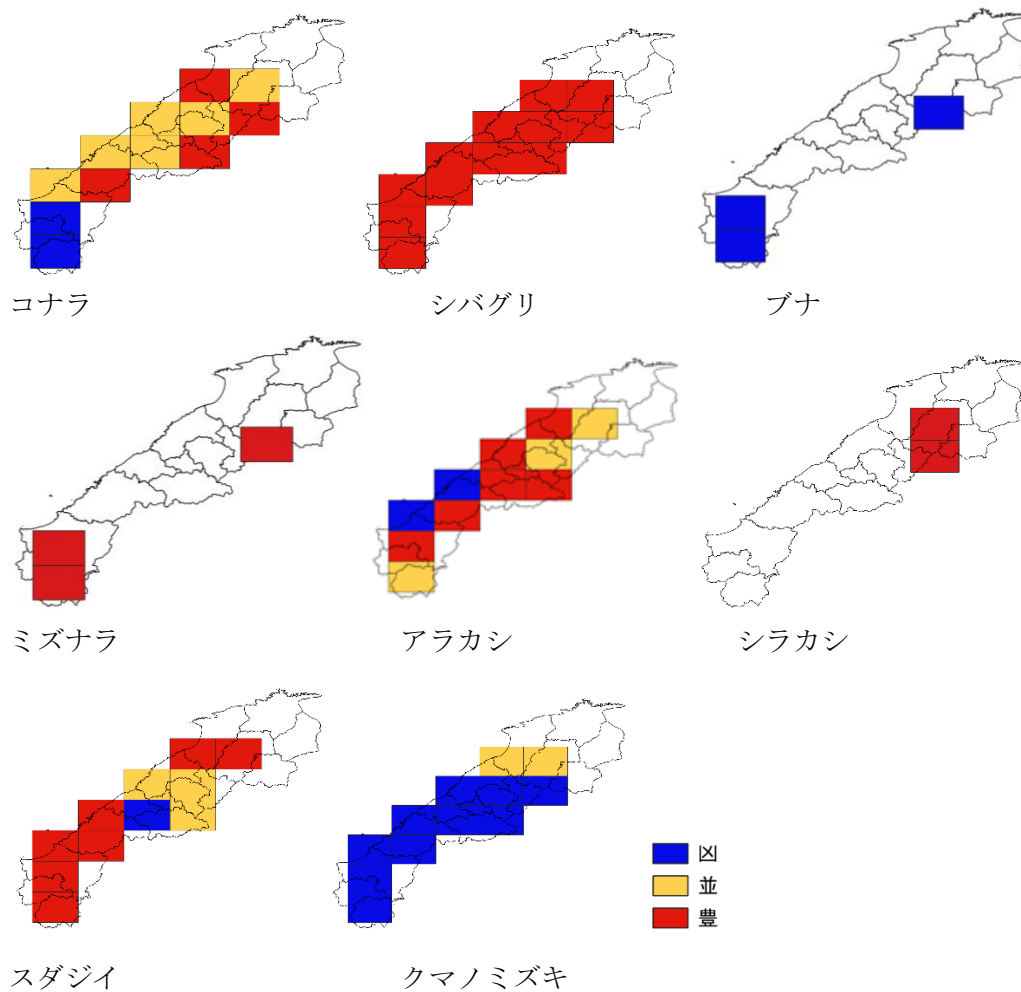 コナラ
シバグリ
ブナ
ミズナラ
アラカシ
シラカシ
凶
並
豊
スダジイ
クマノミズキ